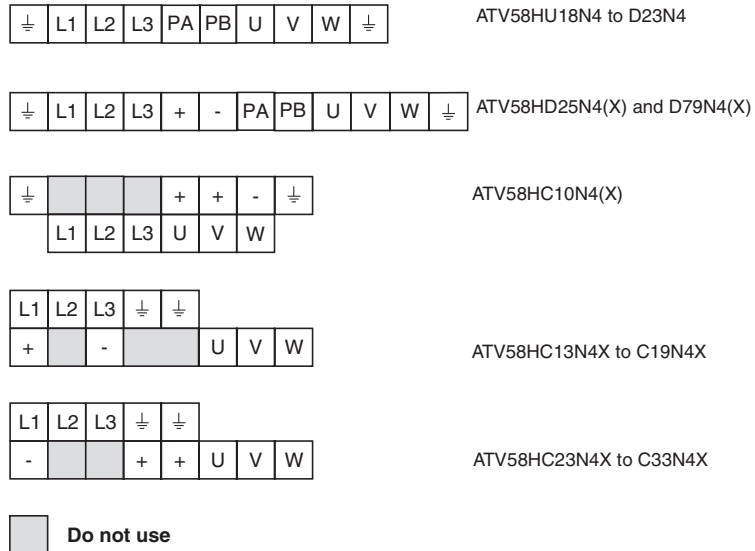 ⏚ L1 L2 L3 PA PB U V W ⏚ ATV58HU18N4 to D23N4
⏚ L1 L2 L3 + - PA PB U V W ⏚ ATV58HD25N4(X) and D79N4(X)
⏚ + + - ⏚ ATV58HC10N4(X)
L1 L2 L3 U V W
L1 L2 L3 ⏚ ⏚
+ - U V W ATV58HC13N4X to C19N4X
L1 L2 L3 ⏚ ⏚
- + + U V W ATV58HC23N4X to C33N4X
Do not use